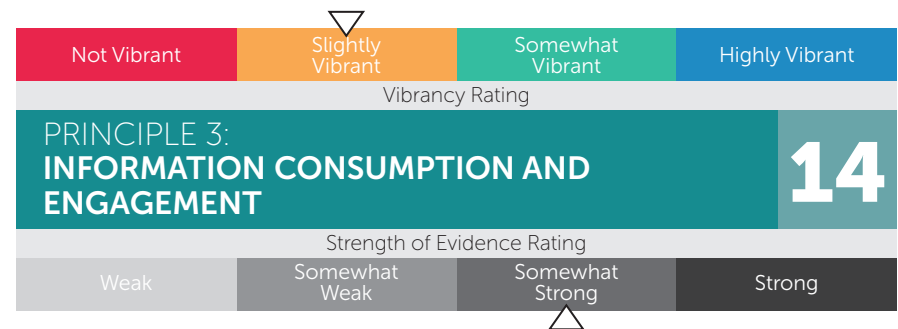 Not Vibrant
Slightly
Vibrant
Somewhat
Vibrant
Highly Vibrant
Vibrancy Rating
PRINCIPLE 3:
INFORMATION CONSUMPTION AND
ENGAGEMENT
14
Strength of Evidence Rating
Weak
Somewhat
Weak
Somewhat
Strong
Strong